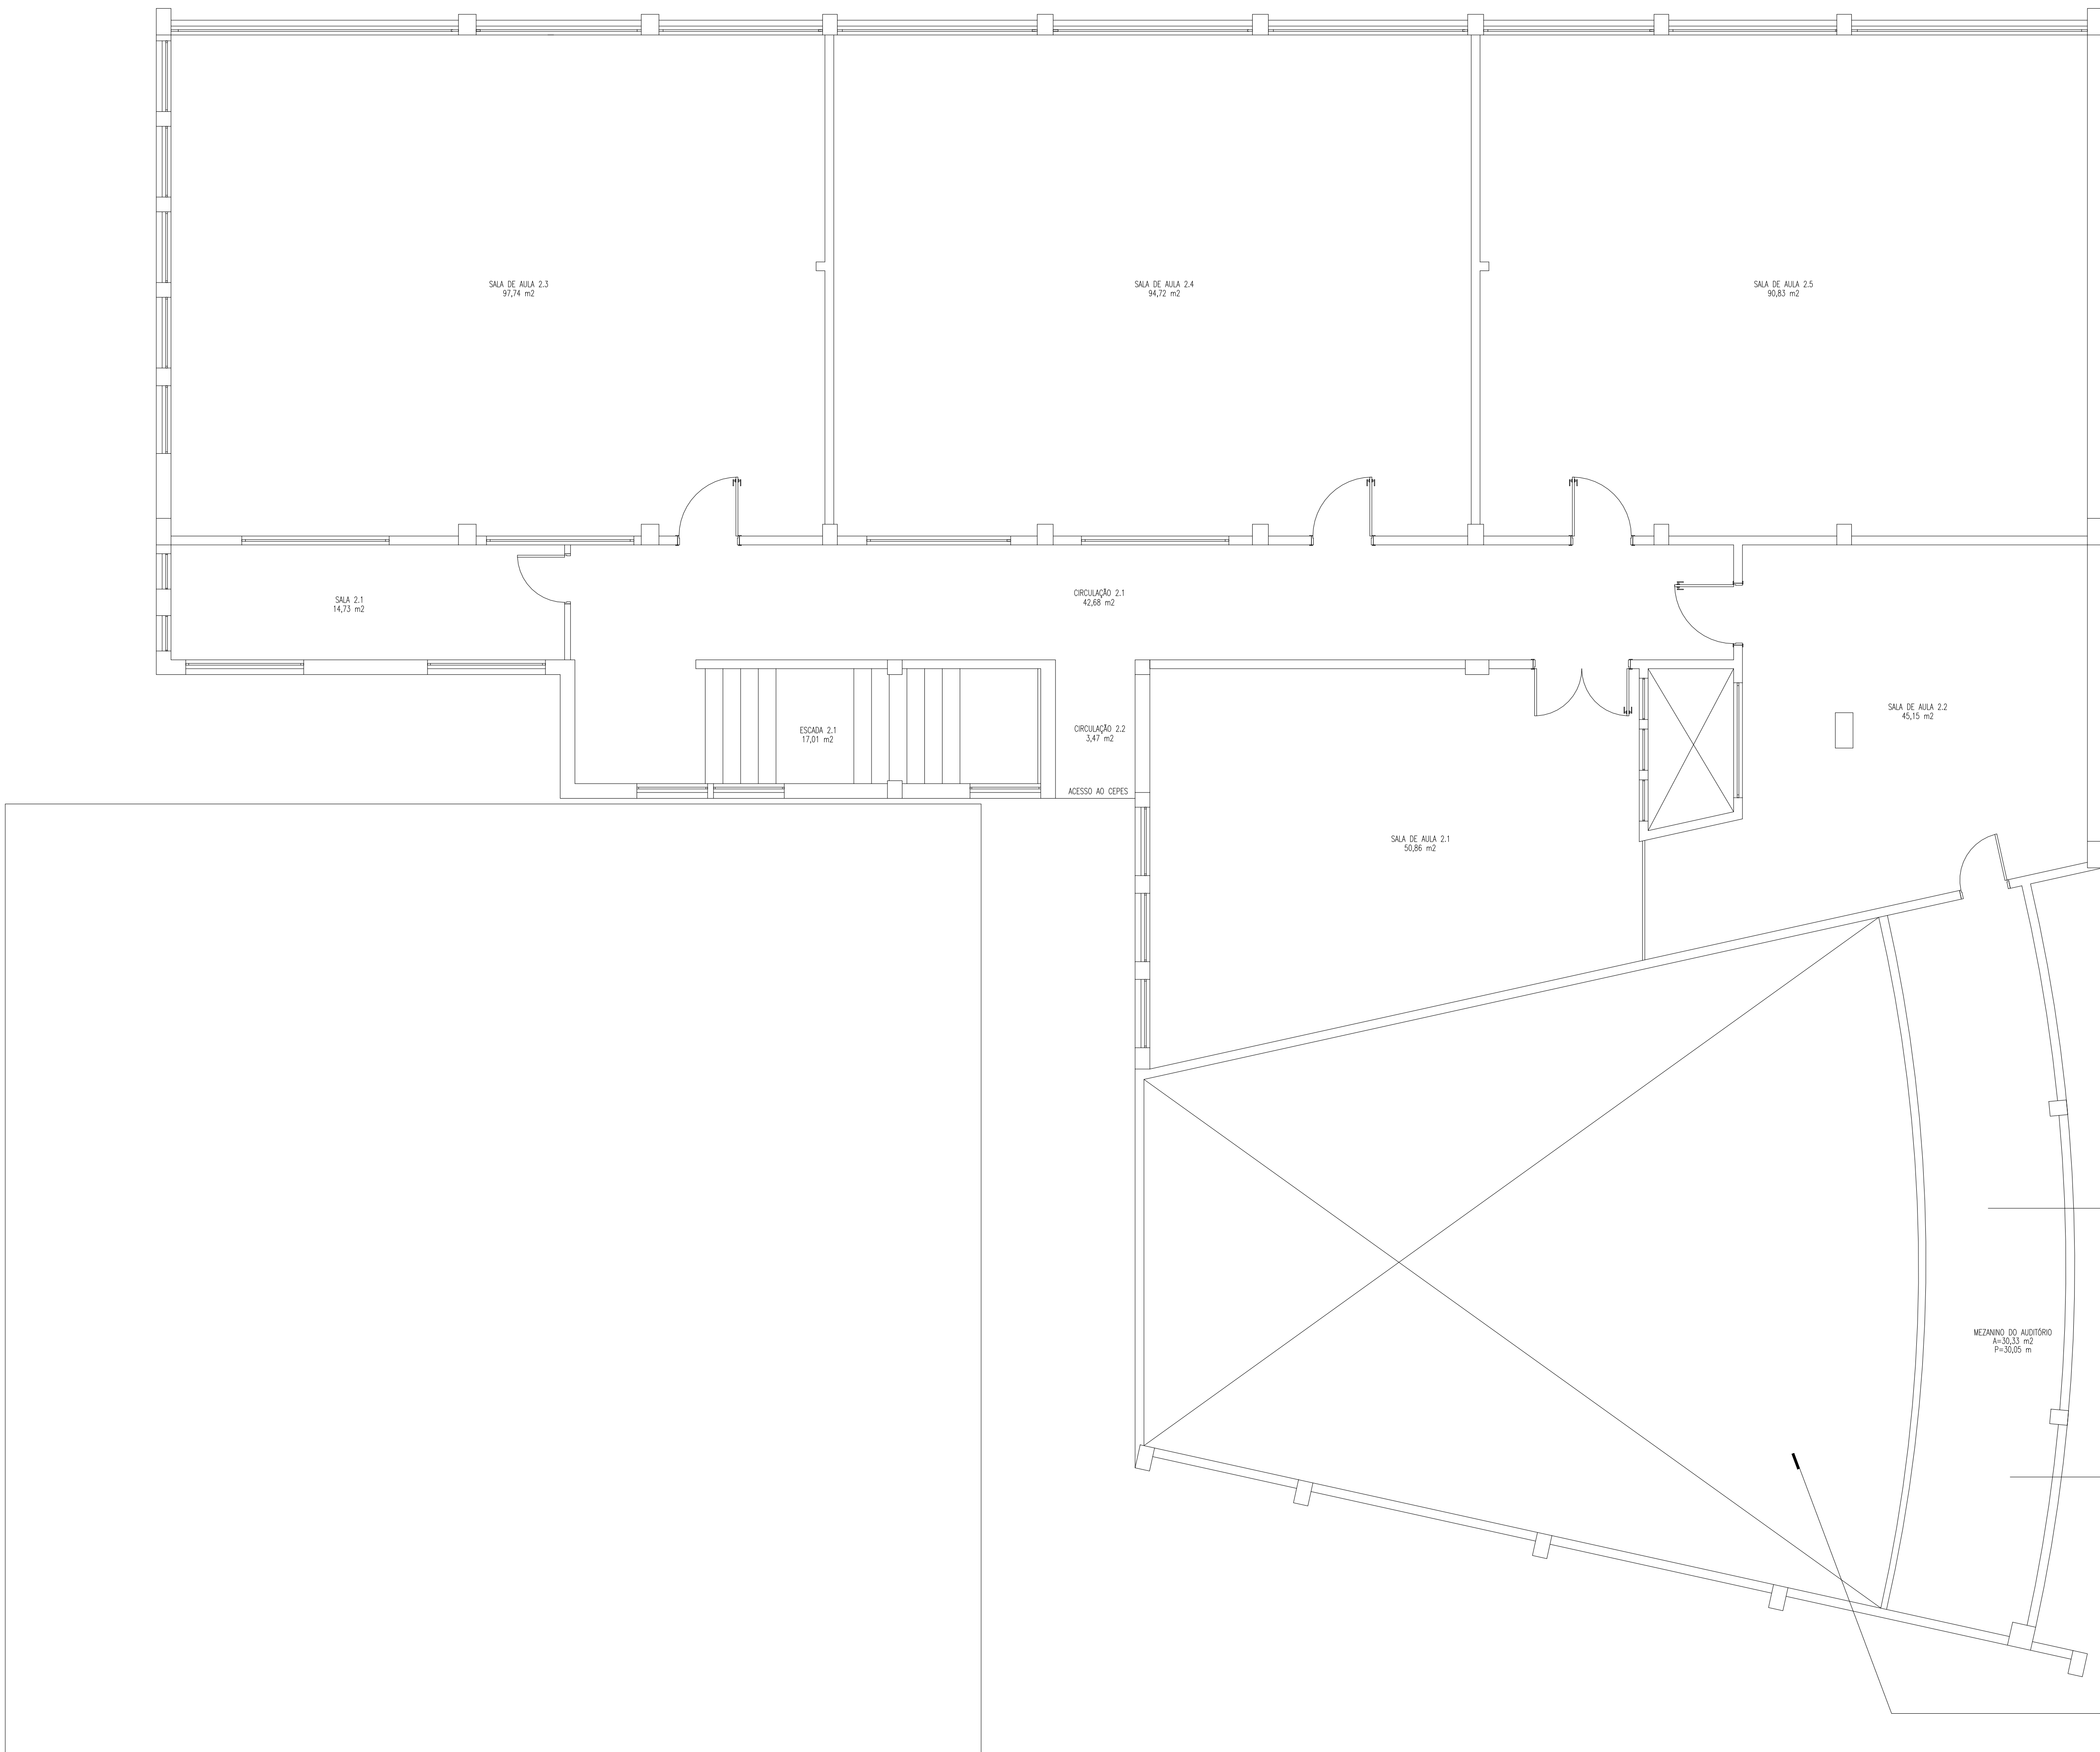 SALA DE AULA 2.3
97,74 m2
SALA DE AULA 2.4
94,72 m2
SALA DE AULA 2.5
90,83 m2
SALA 2.1
14,73 m2
CIRCULAÇÃO 2.1
42,68 m2
SALA DE AULA 2.2
45,15 m2
ESCADA 2.1
17,01 m2
CIRCULAÇÃO 2.2
3,47 m2
ACESSO AO CEPES
SALA DE AULA 2.1
50,86 m2
MEZANINO DO AUDITÓRIO
A=30,33 m2
P=30,05 m